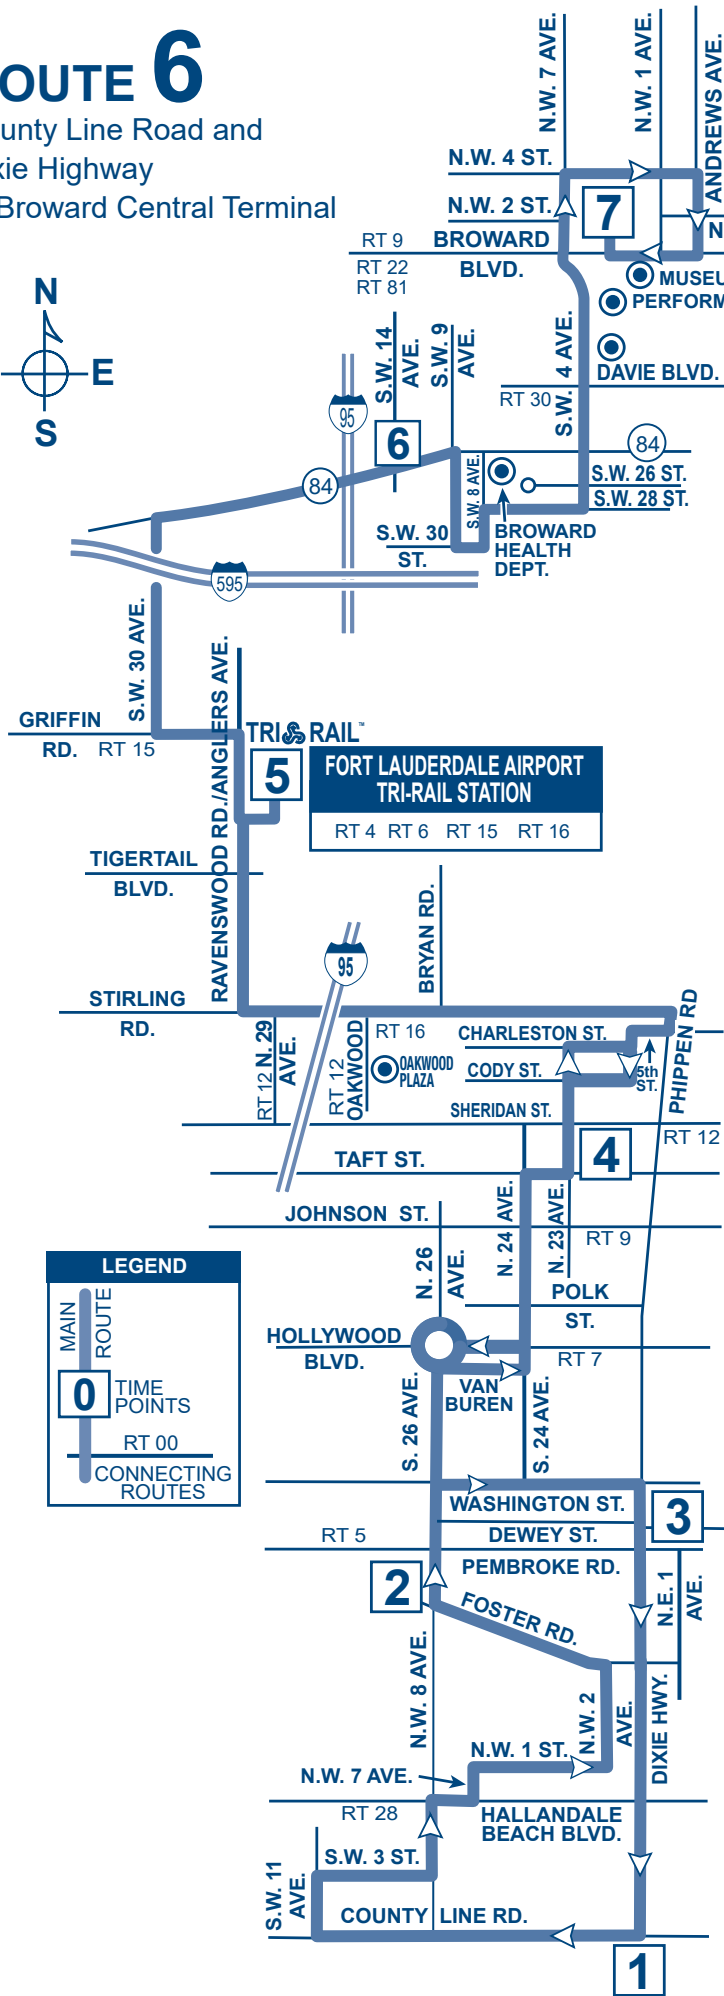 OUTE 6
unty Line Road and
xie Highway
Broward Central Terminal
N.W. 7 AVE.
N.W. 1 AVE.
ANDREWS AVE.
N.W. 4 ST.
N.W. 2 ST.
7
N
RT 9
BROWARD
BLVD.
RT 22
RT 81
MUSEU
PERFORM
N
E
S
S.W. 14
AVE.
S.W. 9
AVE.
S.W. 4 AVE.
DAVIE BLVD.
RT 30
95
6
84
84
S.W. 8 AVE.
S.W. 26 ST.
S.W. 28 ST.
S.W. 30
ST.
BROWARD
HEALTH
DEPT.
595
S.W. 30 AVE.
RAVENSWOOD RD./ANGLERS AVE.
GRIFFIN
RD.
RT 15
TRI RAIL™
5
FORT LAUDERDALE AIRPORT
TRI-RAIL STATION
RT 4 RT 6 RT 15 RT 16
TIGERTAIL
BLVD.
BRYAN RD.
95
STIRLING
RD.
RT 12
N. 29
AVE.
RT 12
OAKWOOD
RT 16
OAKWOOD
PLAZA
CHARLESTON ST.
CODY ST.
5th
ST.
PHIPPEN RD
SHERIDAN ST.
RT 12
4
TAFT ST.
JOHNSON ST.
N. 24 AVE.
N. 23 AVE.
RT 9
N. 26
AVE.
POLK
ST.
LEGEND
MAIN
ROUTE
0
TIME
POINTS
RT 00
CONNECTING
ROUTES
HOLLYWOOD
BLVD.
RT 7
VAN
BUREN
S. 26 AVE.
S. 24 AVE.
WASHINGTON ST.
3
RT 5
DEWEY ST.
PEMBROKE RD.
2
FOSTER RD.
N.E. 1
AVE.
N.W. 8 AVE.
N.W. 2
AVE.
DIXIE HWY.
N.W. 1 ST.
N.W. 7 AVE.
RT 28
HALLANDALE
BEACH BLVD.
S.W. 11
AVE.
S.W. 3 ST.
COUNTY LINE RD.
1